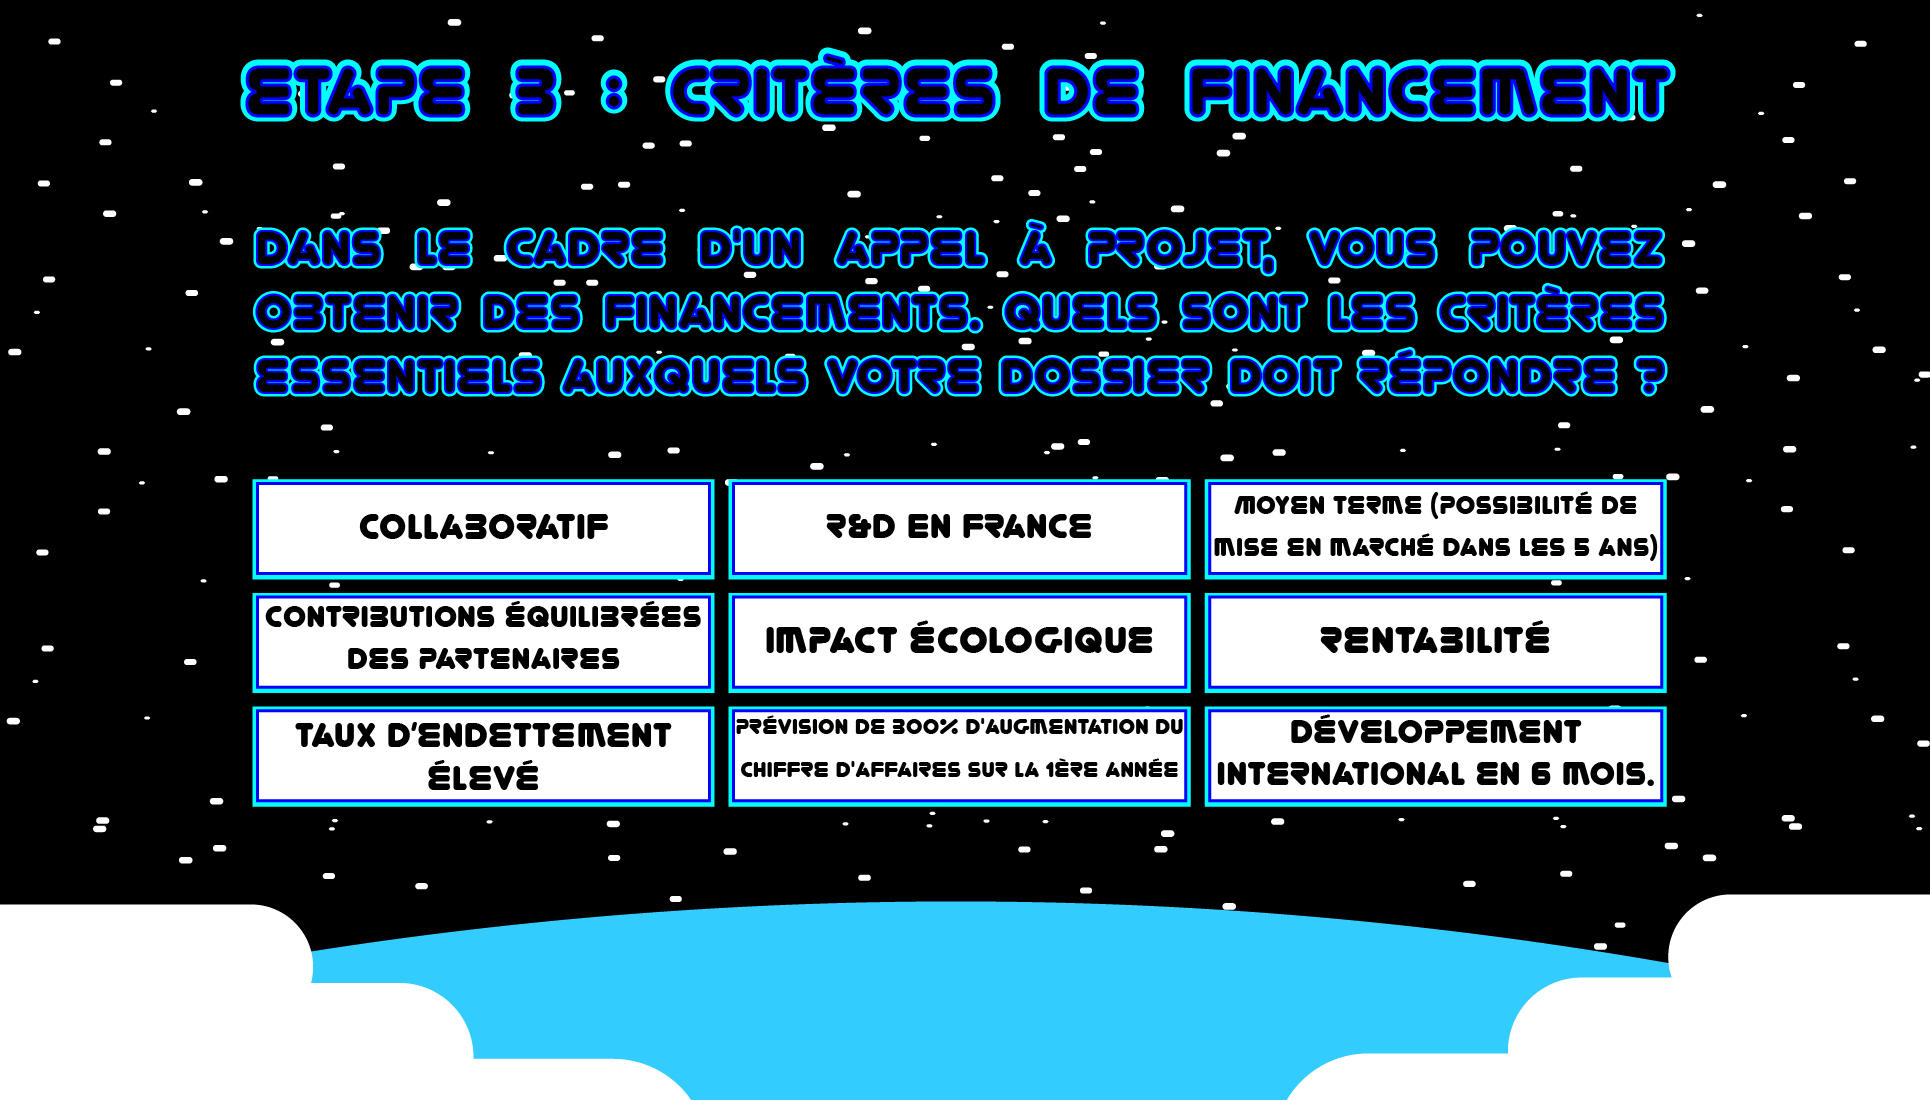 ETAPE 3 : CRITÈRES DE FINANCEMENT
DANS LE CADRE D'UN APPEL À PROJET, VOUS POUVEZ
OBTENIR DES FINANCEMENTS. QUELS SONT LES CRITÈRES
ESSENTIELS AUXQUELS VOTRE DOSSIER DOIT RÉPONDRE ?
COLLABORATIF
R&D EN FRANCE
MOYEN TERME (POSSIBILITÉ DE
MISE EN MARCHÉ DANS LES 5 ANS)
CONTRIBUTIONS ÉQUILIBRÉES
DES PARTENAIRES
IMPACT ÉCOLOGIQUE
RENTABILITÉ
TAUX D'ENDETTEMENT
ÉLEVÉ
PRÉVISION DE 300% D'AUGMENTATION DU
CHIFFRE D'AFFAIRES SUR LA 1ÈRE ANNÉE
DÉVELOPPEMENT
INTERNATIONAL EN 6 MOIS.